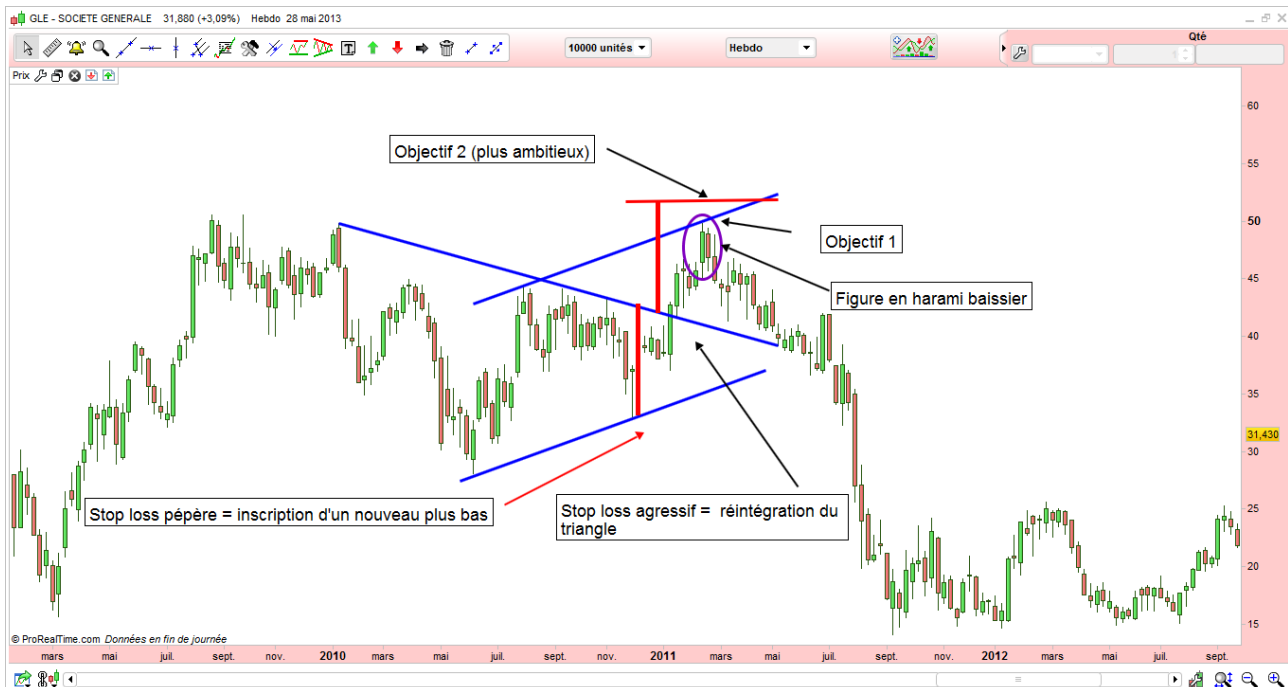 GLE - SOCIETE GENERALE 31,880 (+3,09%) Hebdo 28 mai 2013
10000 unités
Hebdo
Qté
1
Prix
60
55
50
45
40
35
31,430
30
25
20
15
Objectif 2 (plus ambitieux)
Objectif 1
Figure en harami baissier
Stop loss pépère = inscription d'un nouveau plus bas
Stop loss agressif = réintégration du
triangle
© ProRealTime.com Données en fin de journée
mars mai juil. sept. nov. 2010 mars mai juil. sept. nov. 2011 mars mai juil. sept. nov. 2012 mars mai juil. sept.